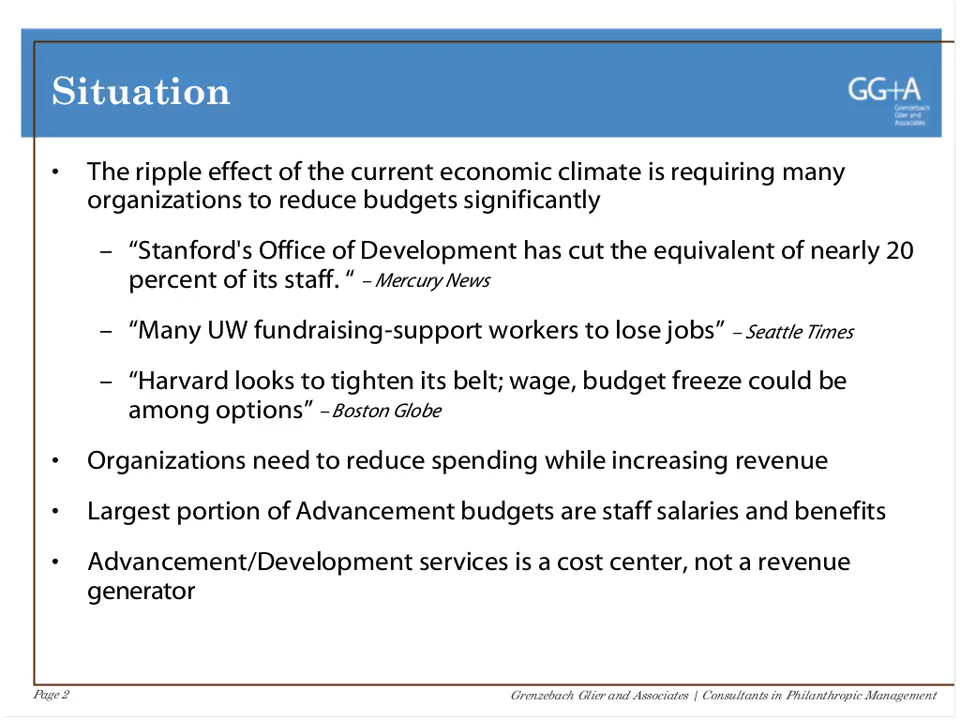 Situation
GG+A
Grenzebach
Glier and
Associates
• The ripple effect of the current economic climate is requiring many
organizations to reduce budgets significantly
– “Stanford's Office of Development has cut the equivalent of nearly 20
percent of its staff. “ – Mercury News
– “Many UW fundraising-support workers to lose jobs” – Seattle Times
– “Harvard looks to tighten its belt; wage, budget freeze could be
among options” – Boston Globe
• Organizations need to reduce spending while increasing revenue
• Largest portion of Advancement budgets are staff salaries and benefits
• Advancement/Development services is a cost center, not a revenue
generator
Page 2
Grenzebach Glier and Associates | Consultants in Philanthropic Management